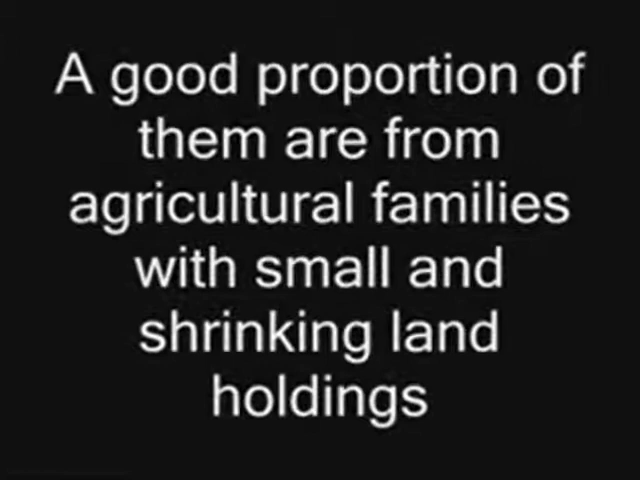 A good proportion of
them are from
agricultural families
with small and
shrinking land
holdings